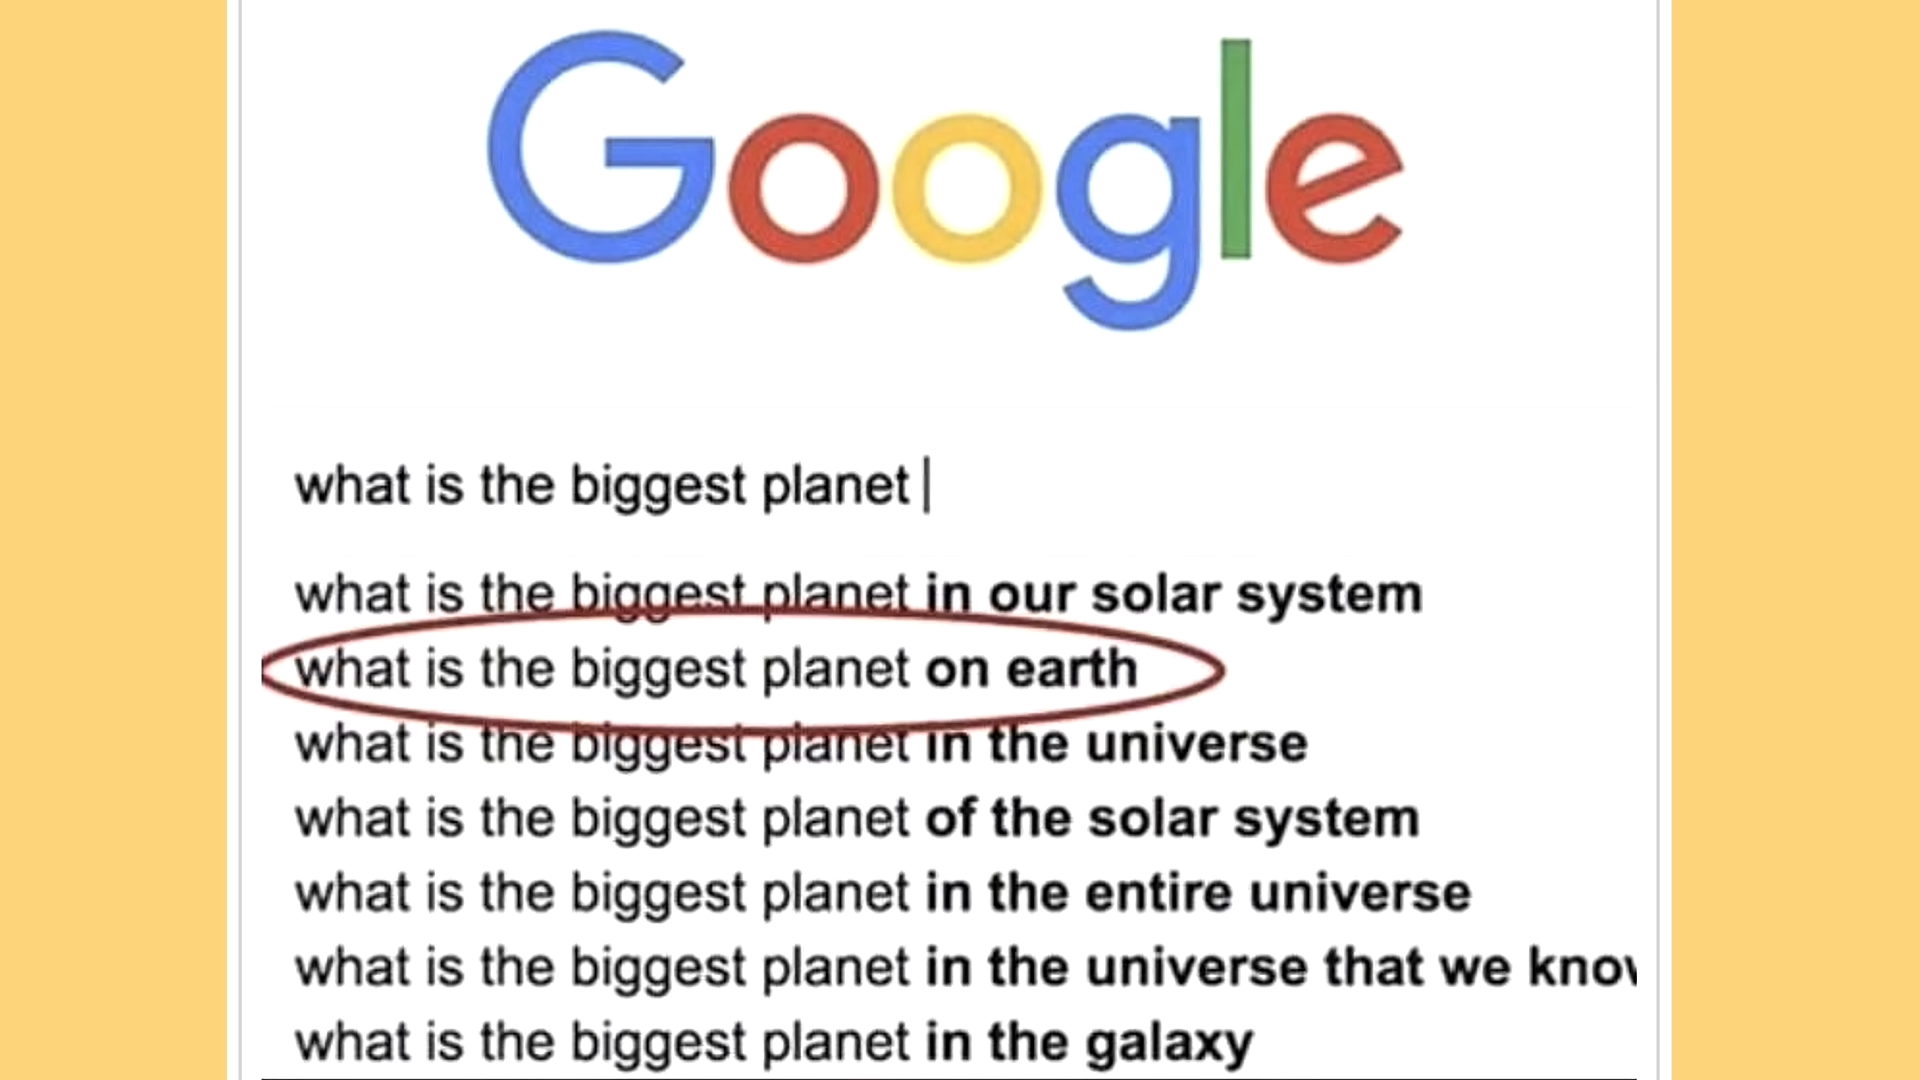 Google
what is the biggest planet
what is the biggest planet in our solar system
what is the biggest planet on earth
what is the biggest planet in the universe
what is the biggest planet of the solar system
what is the biggest planet in the entire universe
what is the biggest planet in the universe that we
what is the biggest planet in the galaxy